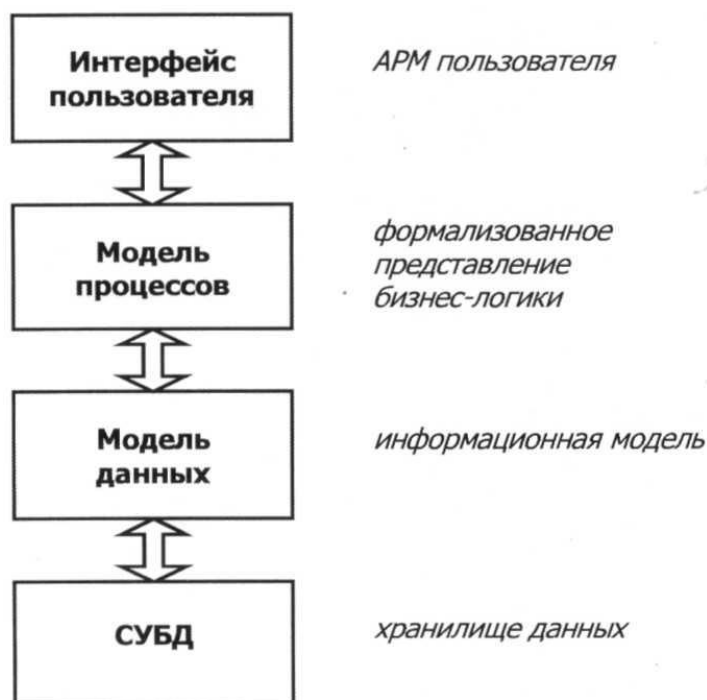 Интерфейс
пользователя
АРМ пользователя
Модель
процессов
формализованное
представление
бизнес-логики
Модель
данных
информационная модель
СУБД
хранилище данных